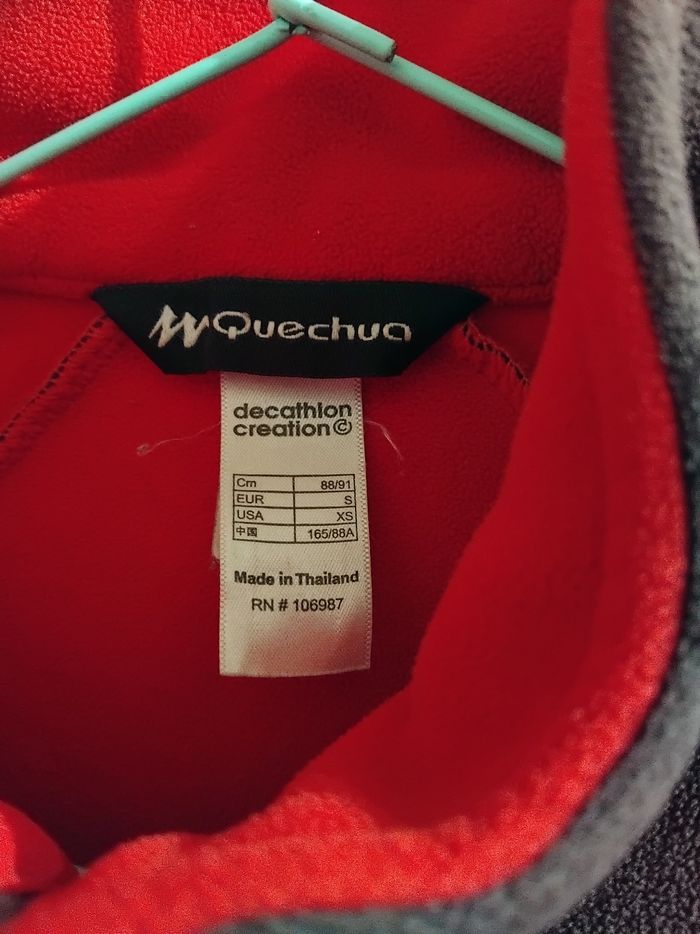 Quechua
decathlon
creation©
Cm 88/91
EUR S
USA XS
中国 165/88A
Made in Thailand
RN # 106987